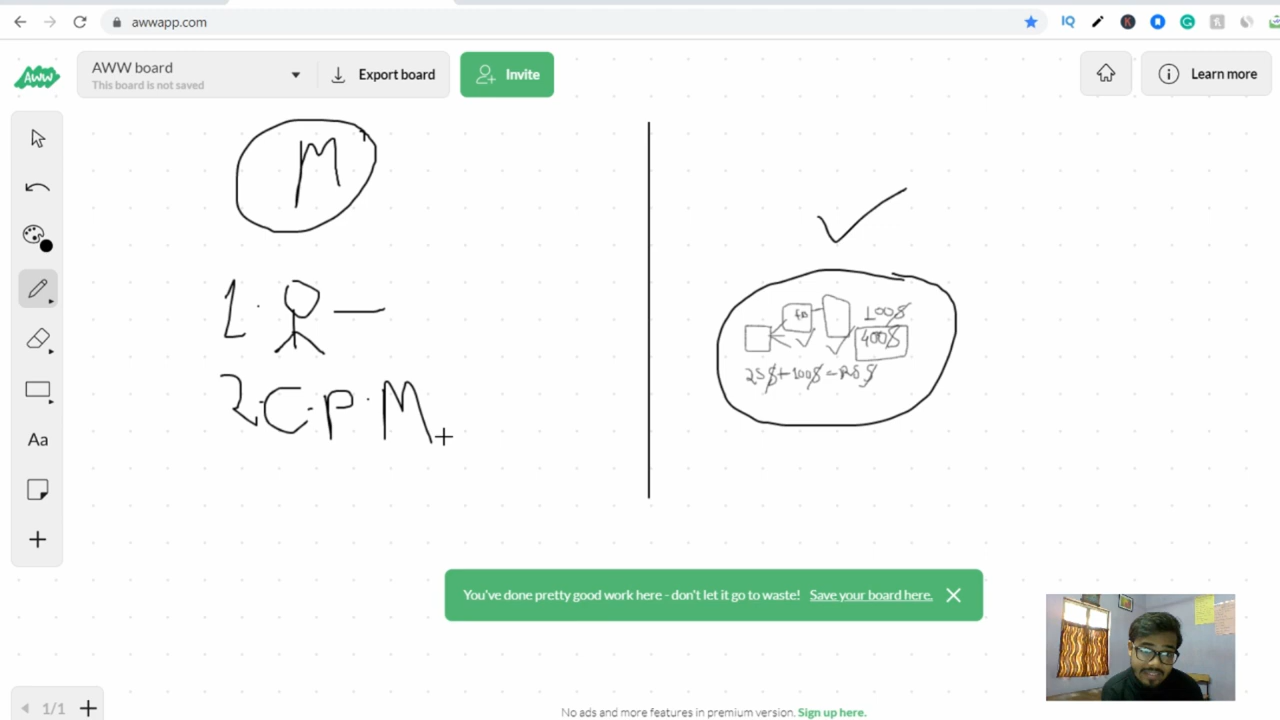 awwapp.com
IQ
AWW
AWW board
This board is not saved
Export board
Invite
Learn more
M
1.
2.C.P.M
100$
400$
Aa
You've done pretty good work here - don't let it go to waste! Save your board here.
1/1
No ads and more features in premium version. Sign up here.